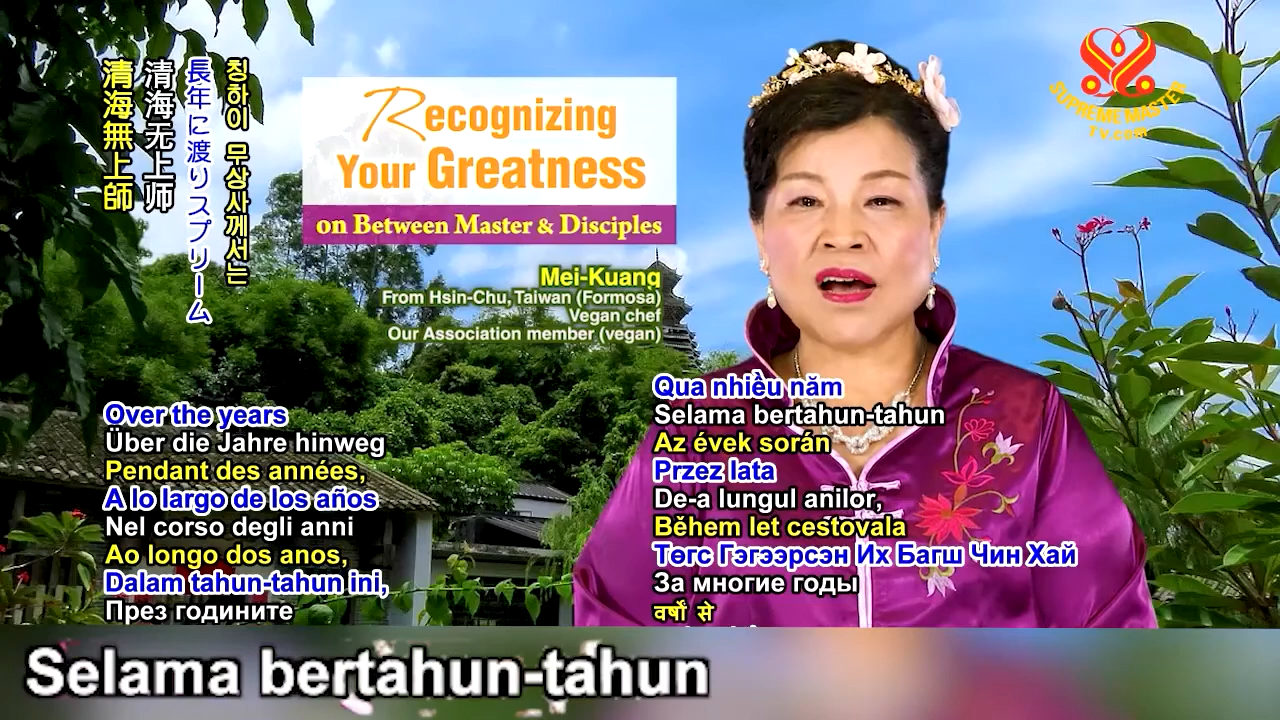 清海無上師
清海无上师
長年に渡りスプリーム
칭하이 무상사께서는
Recognizing
Your Greatness
on Between Master & Disciples
SUPREME MASTER
TV.com
Mei-Kuang
From Hsin-Chu, Taiwan (Formosa)
Vegan chef
Our Association member (vegan)
Over the years
Über die Jahre hinweg
Pendant des années,
A lo largo de los años
Nel corso degli anni
Ao longo dos anos,
Dalam tahun-tahun ini,
През годините
Qua nhiều năm
Selama bertahun-tahun
Az évek során
Przez lata
De-a lungul anilor,
Během let cestovala
Төгс Гэгээрсэн Их Багш Чин Хай
За многие годы
वर्षों से
Selama bertahun-tahun